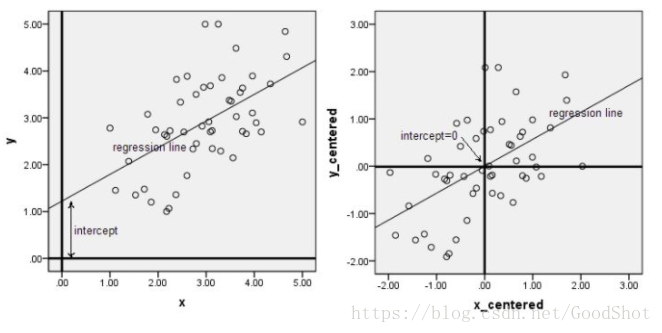 5.00
4.00
3.00
2.00
1.00
.00
y
regression line
intercept
.00 1.00 2.00 3.00 4.00 5.00
x
3.00
2.00
1.00
.00
-1.00
-2.00
y_centered
regression line
intercept=0
-2.00 -1.00 .00 1.00 2.00 3.00
x_centered
https://blog.csdn.net/GoodShot